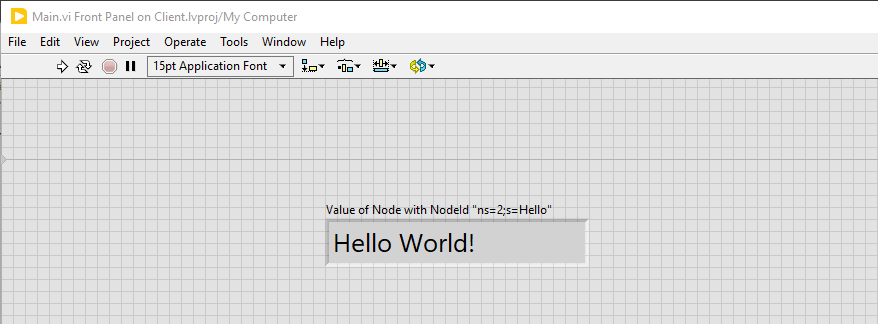 Main.vi Front Panel on Client.lvproj/My Computer
File Edit View Project Operate Tools Window Help
15pt Application Font
Value of Node with NodeId "ns=2;s=Hello"
Hello World!